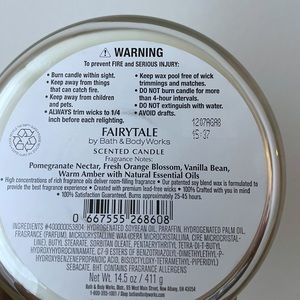 WARNING
To prevent FIRE and SERIOUS INJURY:
• Burn candle within sight.
• Keep away from things that can catch fire.
• Keep away from children and pets.
• ALWAYS trim wicks to 1/4 inch before each relighting.
• Keep wax pool free of wick trimmings and matches.
• DO NOT burn candle for more than 4-hour intervals.
• DO NOT extinguish with water.
• AVOID drafts.
15:37
FAIRYTALE
by Bath & Body Works
SCENTED CANDLE
Fragrance Notes:
Pomegranate Nectar, Fresh Orange Blossom, Vanilla Bean,
Warm Amber with Natural Essential Oils
• High concentrations of rich fragrance oils deliver room-filling fragrance • Our patented soy blend wax is formulated to
provide the best fragrance experience • Created with premium lead-free wicks • 100% Crafted with you in mind
• 100% Satisfaction Guaranteed. Burns approximately 25-45 hours.
0 667555 268608
NET WT. 14.5 oz / 411 g